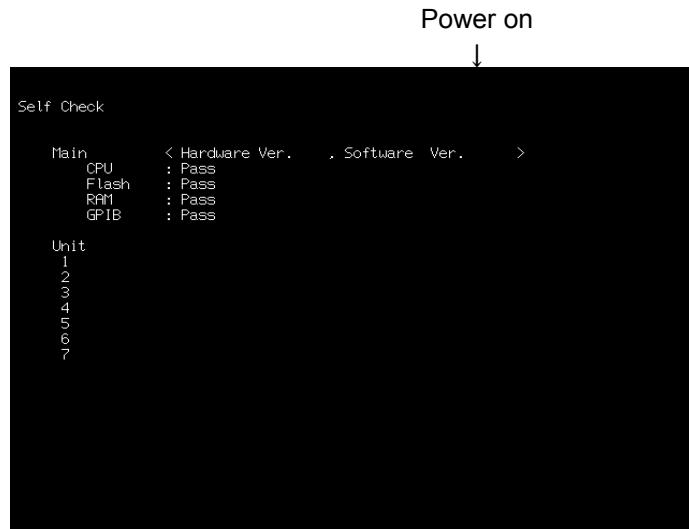 Power on
↓
Self Check
Main < Hardware Ver. , Software Ver. >
CPU : Pass
Flash : Pass
RAM : Pass
GPIB : Pass
Unit
1
2
3
4
5
6
7